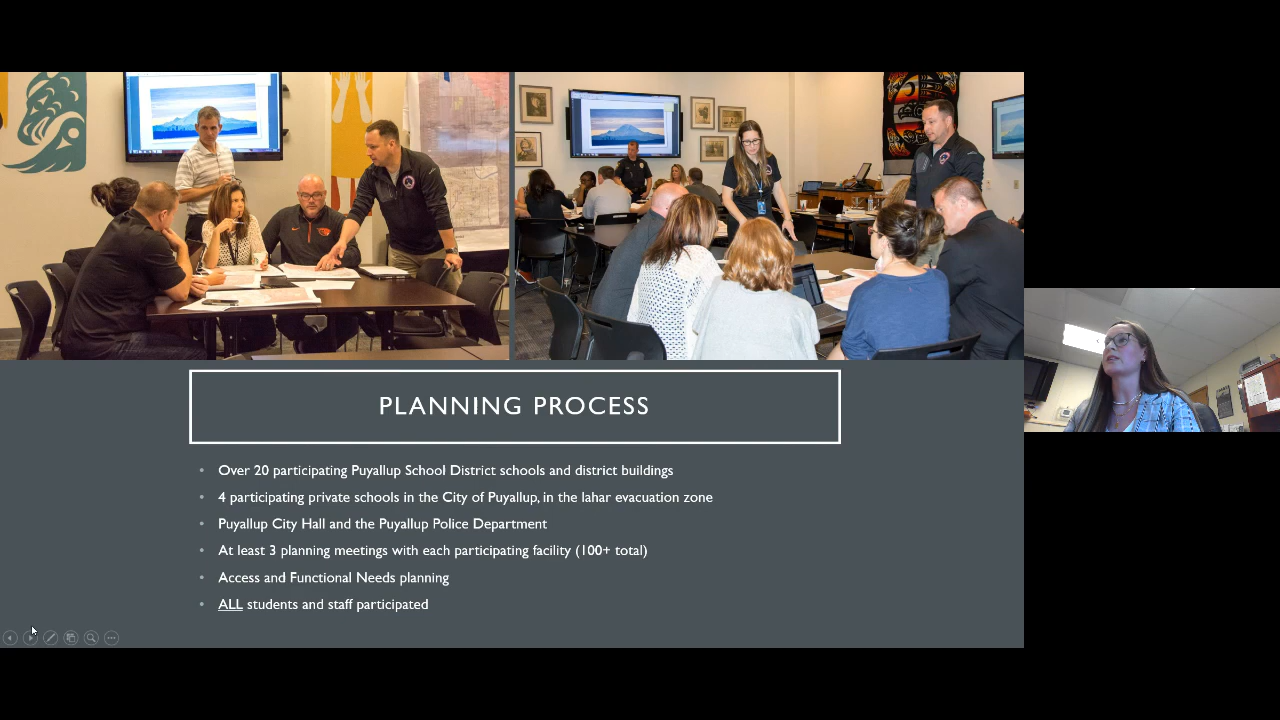 PLANNING PROCESS
• Over 20 participating Puyallup School District schools and district buildings
• 4 participating private schools in the City of Puyallup, in the lahar evacuation zone
• Puyallup City Hall and the Puyallup Police Department
• At least 3 planning meetings with each participating facility (100+ total)
• Access and Functional Needs planning
• ALL students and staff participated